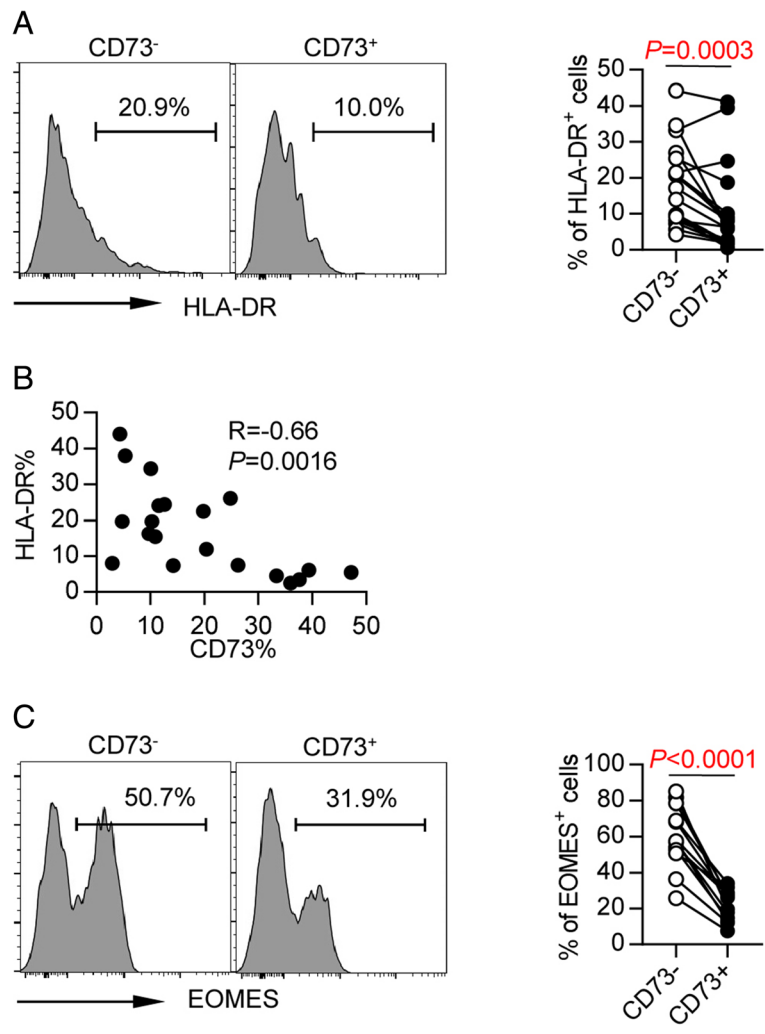 A
CD73-
CD73+
20.9%
10.0%
HLA-DR
P=0.0003
% of HLA-DR+ cells
50
40
30
20
10
0
CD73-
CD73+
B
HLA-DR%
50
40
30
20
10
0
R=-0.66
P=0.0016
0 10 20 30 40 50
CD73%
C
CD73-
CD73+
50.7%
31.9%
EOMES
P<0.0001
% of EOMES+ cells
100
80
60
40
20
0
CD73-
CD73+